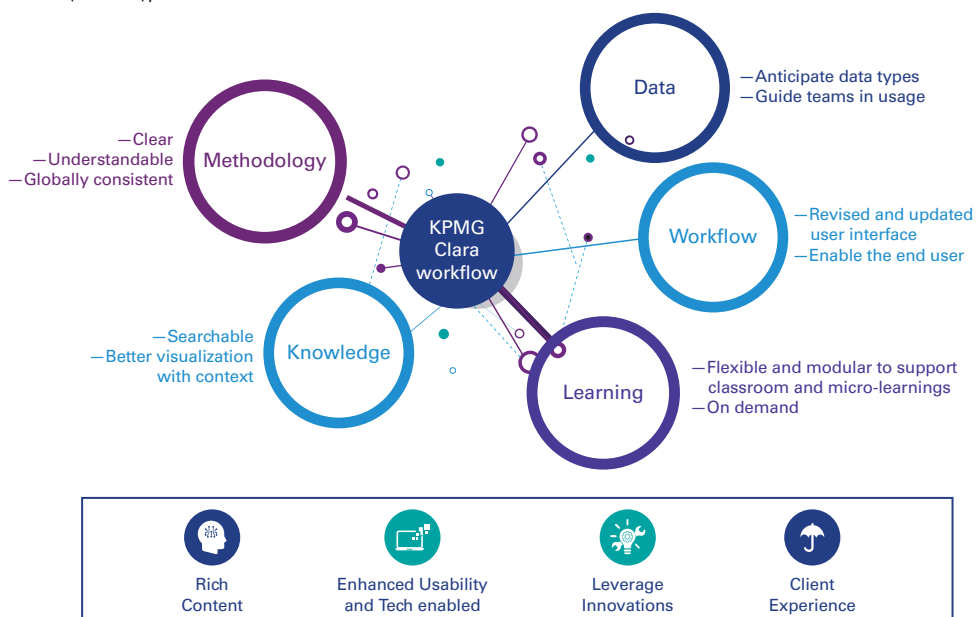 Data
—Anticipate data types
—Guide teams in usage
Methodology
—Clear
—Understandable
—Globally consistent
KPMG
Clara
workflow
Workflow
—Revised and updated
user interface
—Enable the end user
Knowledge
—Searchable
—Better visualization
with context
Learning
—Flexible and modular to support
classroom and micro-learnings
—On demand
Rich
Content
Enhanced Usability
and Tech enabled
Leverage
Innovations
Client
Experience